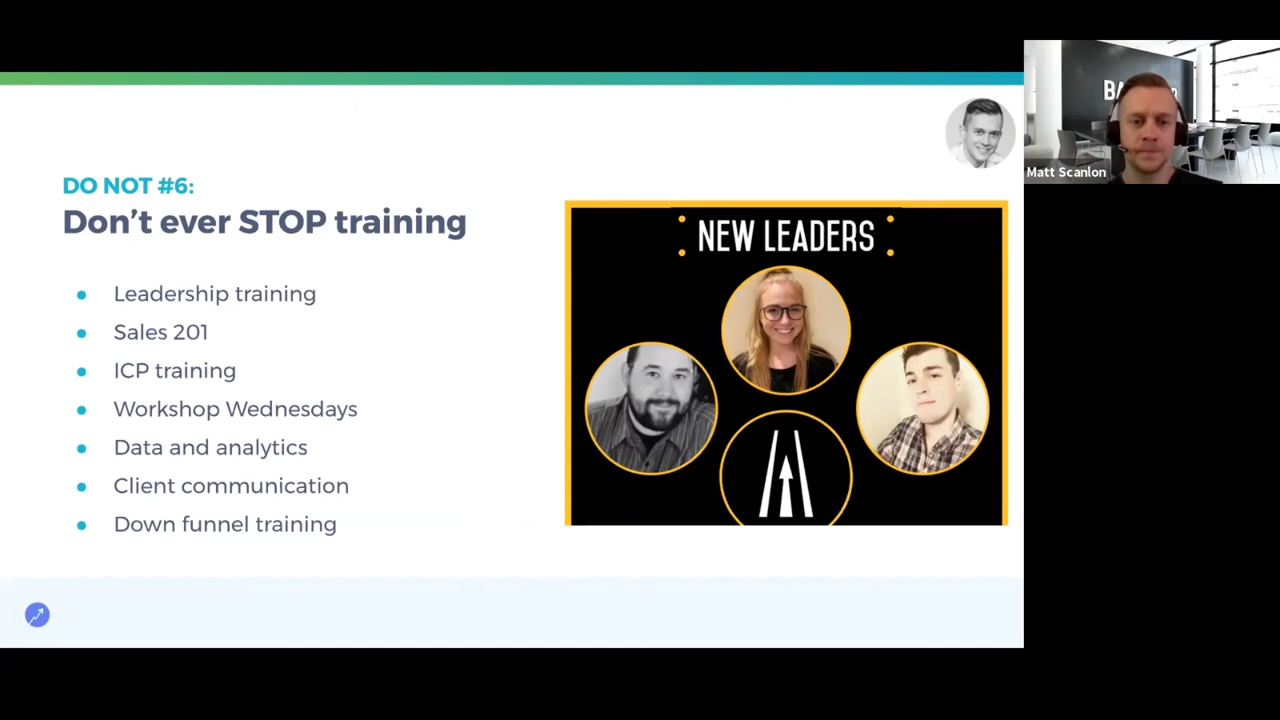 DO NOT #6:
Don't ever STOP training
Leadership training
Sales 201
ICP training
Workshop Wednesdays
Data and analytics
Client communication
Down funnel training
NEW LEADERS
Matt Scanlon